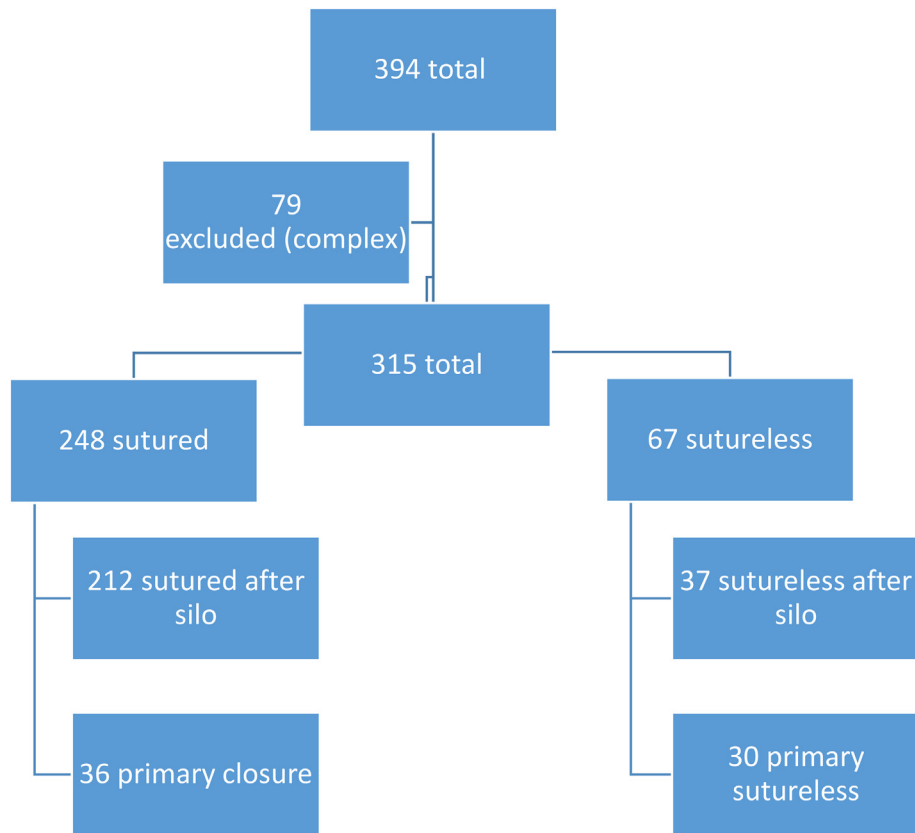 394 total
79
excluded (complex)
315 total
248 sutured
67 sutureless
212 sutured after
silo
37 sutureless after
silo
36 primary closure
30 primary
sutureless